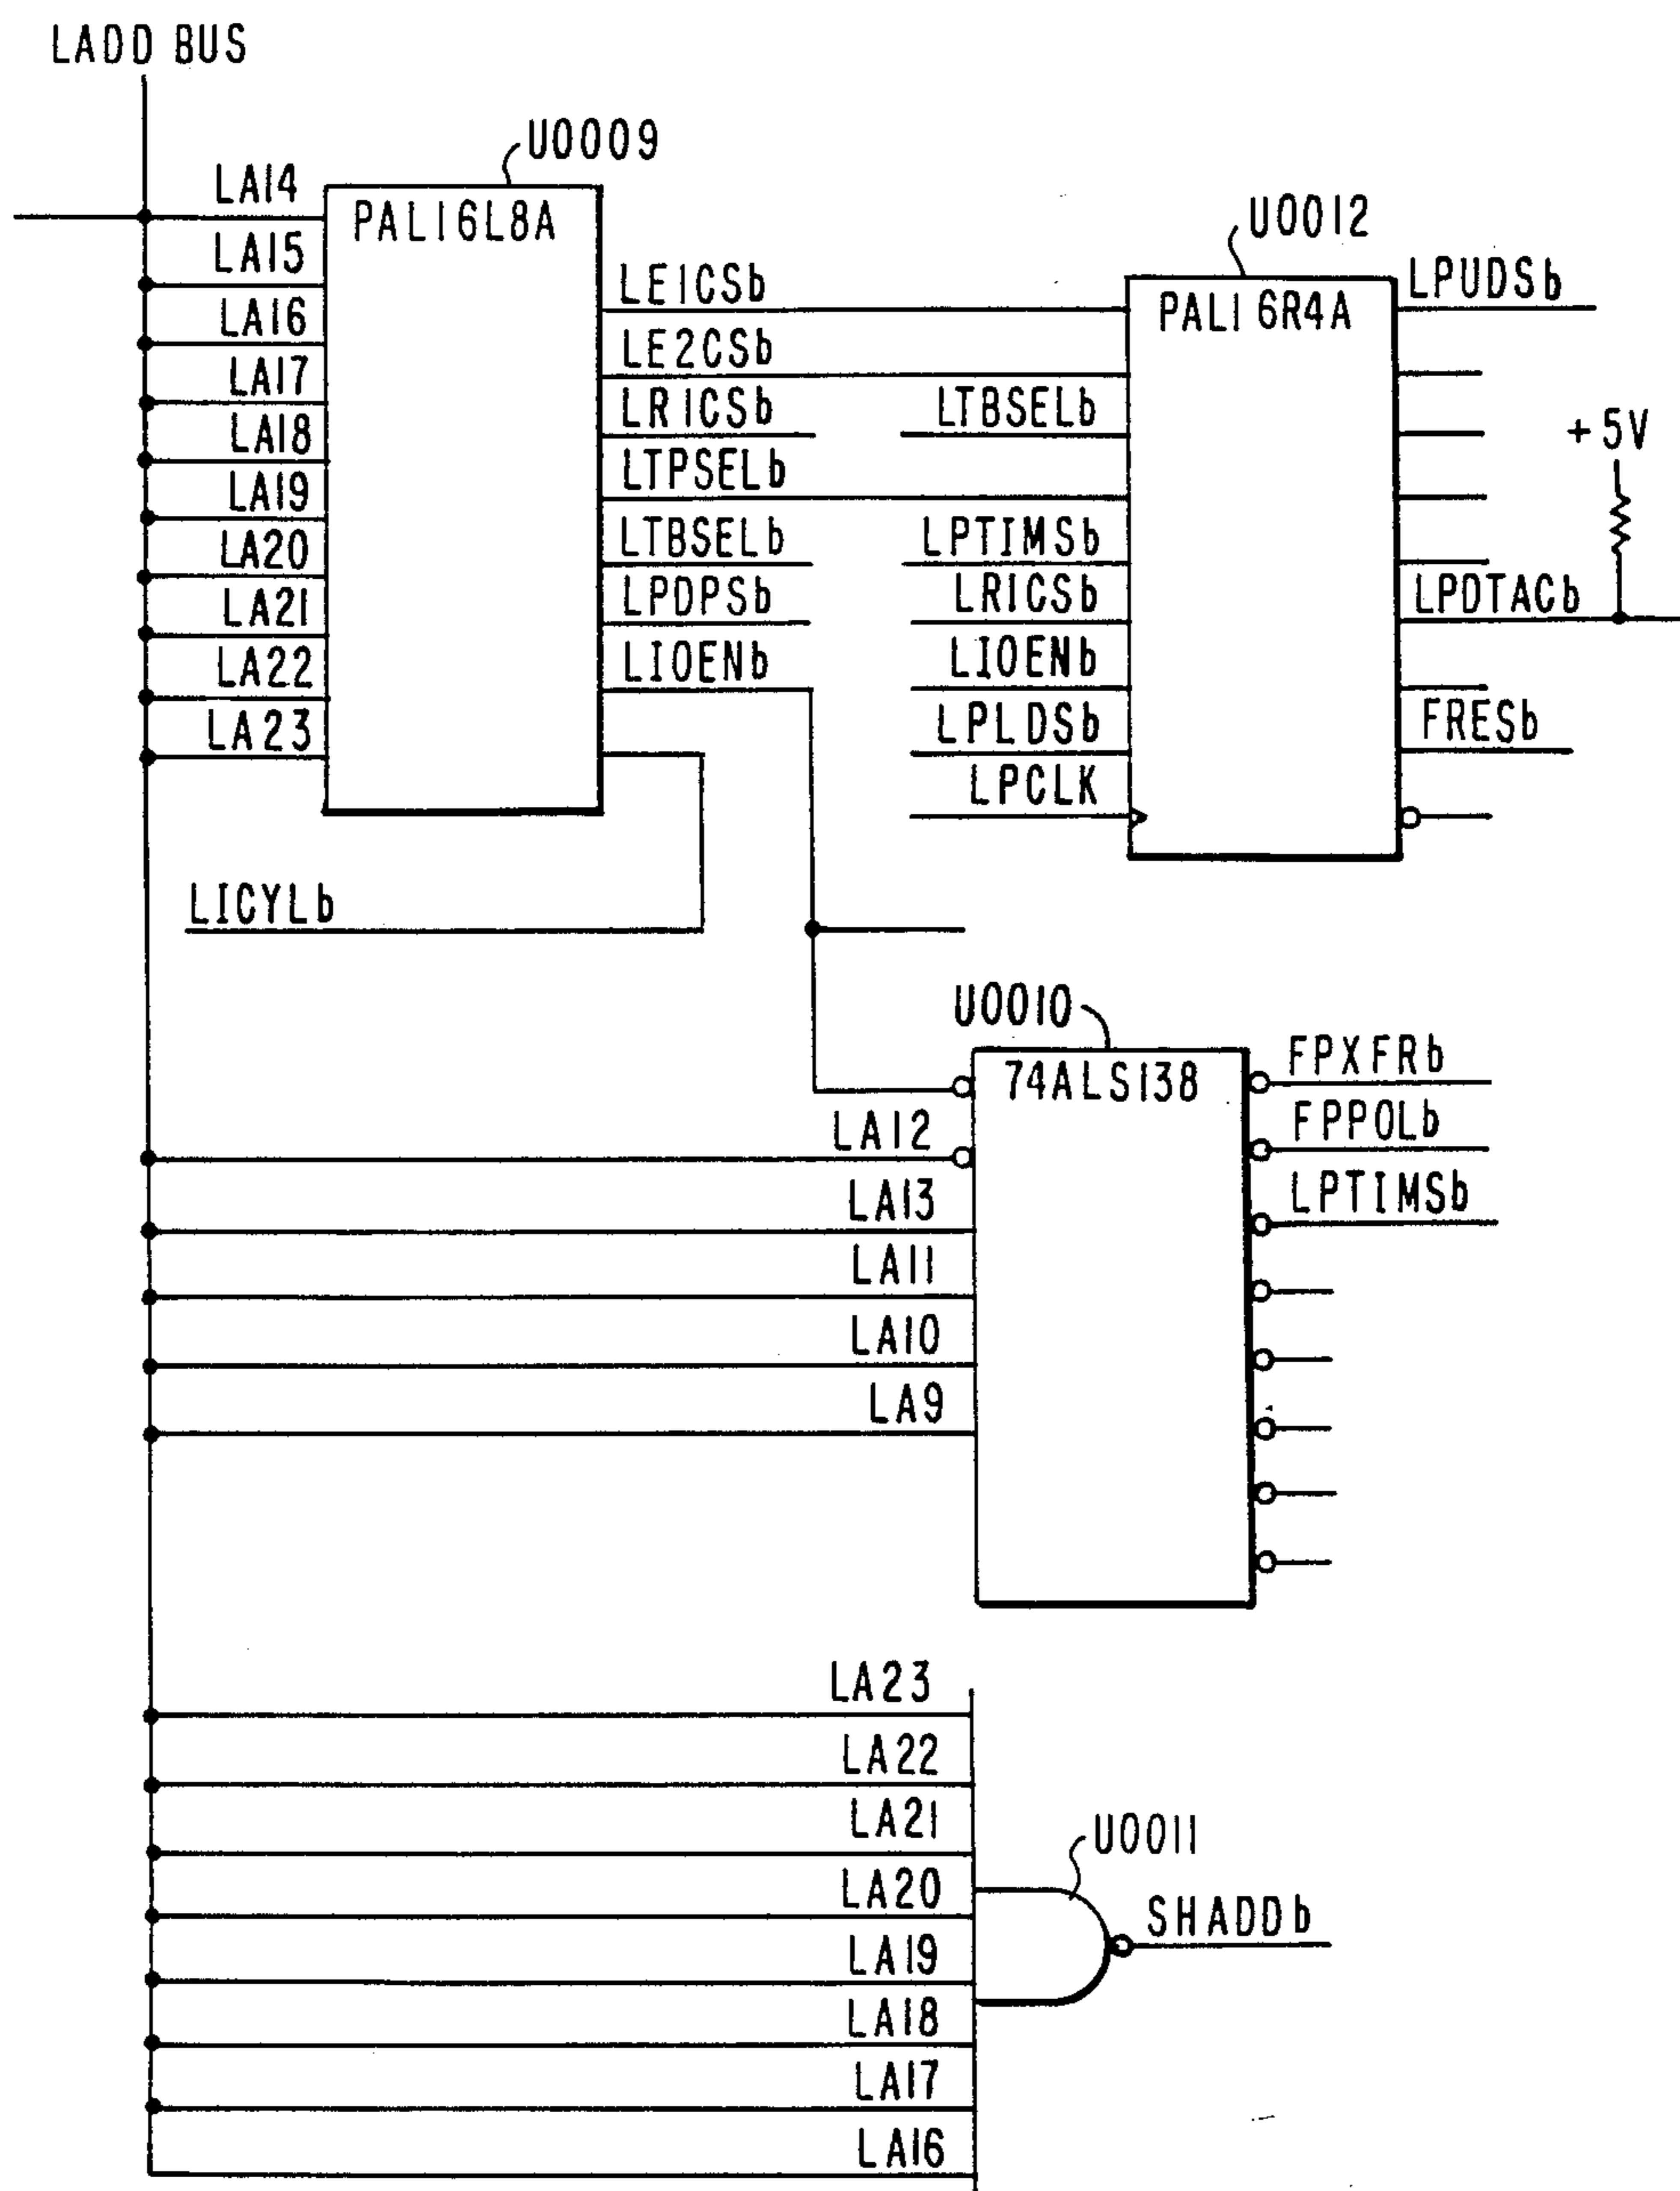 LADD BUS
U0009
LA14
PAL16L8A
LA15
LA16
LA17
LA18
LA19
LA20
LA21
LA22
LA23
LE1CSb
LE2CSb
LR1CSb
LTPSELb
LTBSELb
LPDPSb
LIOENb
LICYLb
U0012
PAL16R4A
LTBSELb
LPTIMSb
LR1CSb
LIOENb
LPLDSb
LPCLK
LPUDSb
+5V
LPDTACb
FRESb
U0010
74ALS138
LA12
LA13
LA11
LA10
LA9
FPXFRb
FPPOLb
LPTIMSb
LA23
LA22
LA21
LA20
LA19
LA18
LA17
LA16
U0011
SHADDb